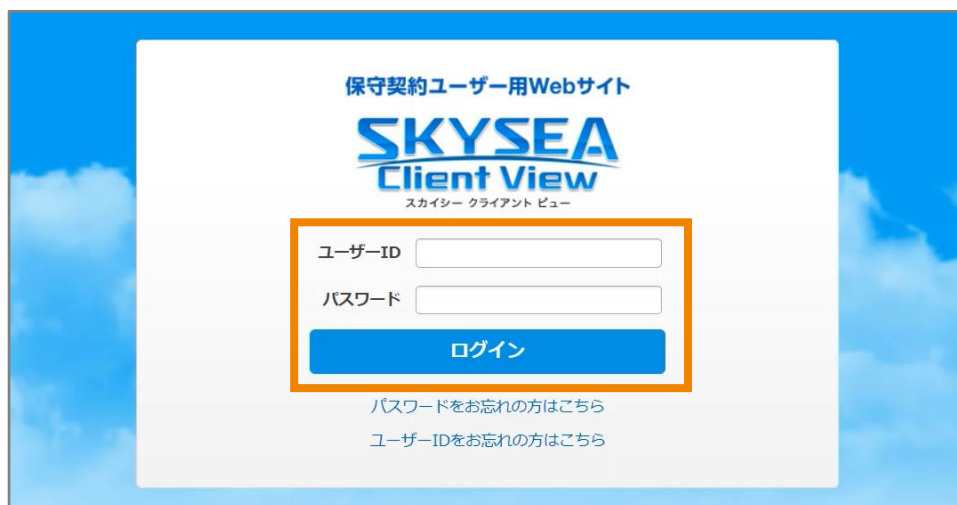 保守契約ユーザー用Webサイト
SKYSEA
Client View
スカイシー クライアント ビュー
ユーザーID
パスワード
ログイン
パスワードをお忘れの方はこちら
ユーザーIDをお忘れの方はこちら